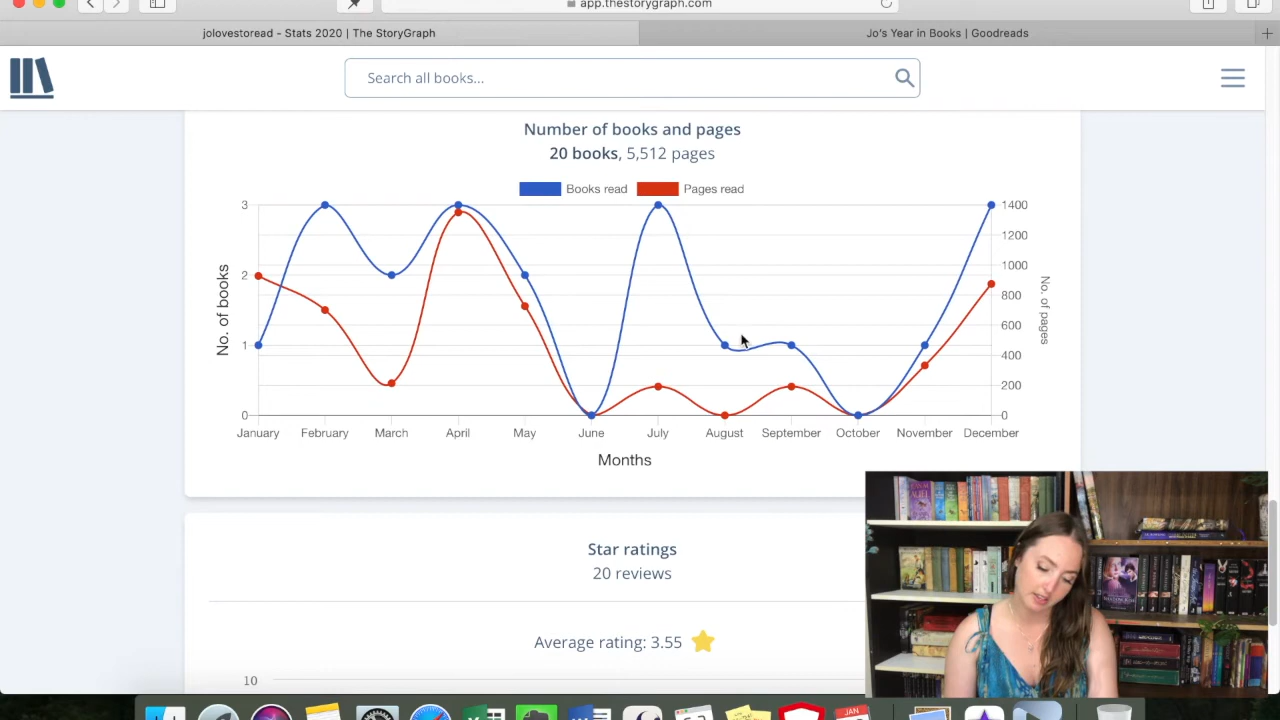 app.thestorygraph.com
jolovestoread - Stats 2020 | The StoryGraph
Jo's Year in Books | Goodreads
Search all books...
Number of books and pages
20 books, 5,512 pages
Books read
Pages read
3
2
1
0
No. of books
1400
1200
1000
800
600
400
200
0
No. of pages
January
February
March
April
May
June
July
August
September
October
November
December
Months
Star ratings
20 reviews
Average rating: 3.55
10
JAN